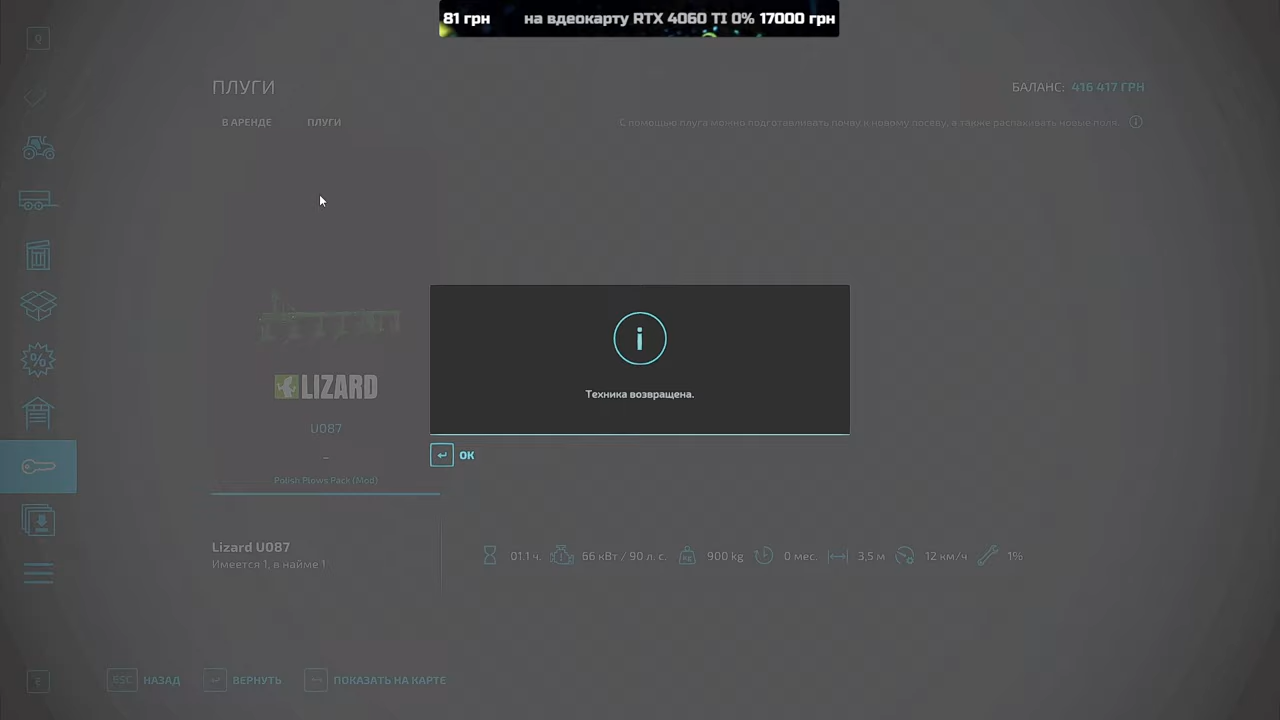 81 грн на вдеокарту RTX 4060 TI 0% 17000 грн
Q
ПЛУГИ
БАЛАНС: 416 417 ГРН
В АРЕНДЕ ПЛУГИ
С помощью плуга можно подготавливать почву к новому посеву, а также распахивать новые поля.
%
LIZARD
U087
–
Polish Plows Pack (Mod)
i
Техника возвращена.
OK
Lizard U087
Имеется 1, в найме 1
01.1 ч. 66 кВт / 90 л. с. 900 kg 0 мес. 3,5 м 12 км/ч 1%
E
ESC НАЗАД ВЕРНУТЬ ПОКАЗАТЬ НА КАРТЕ